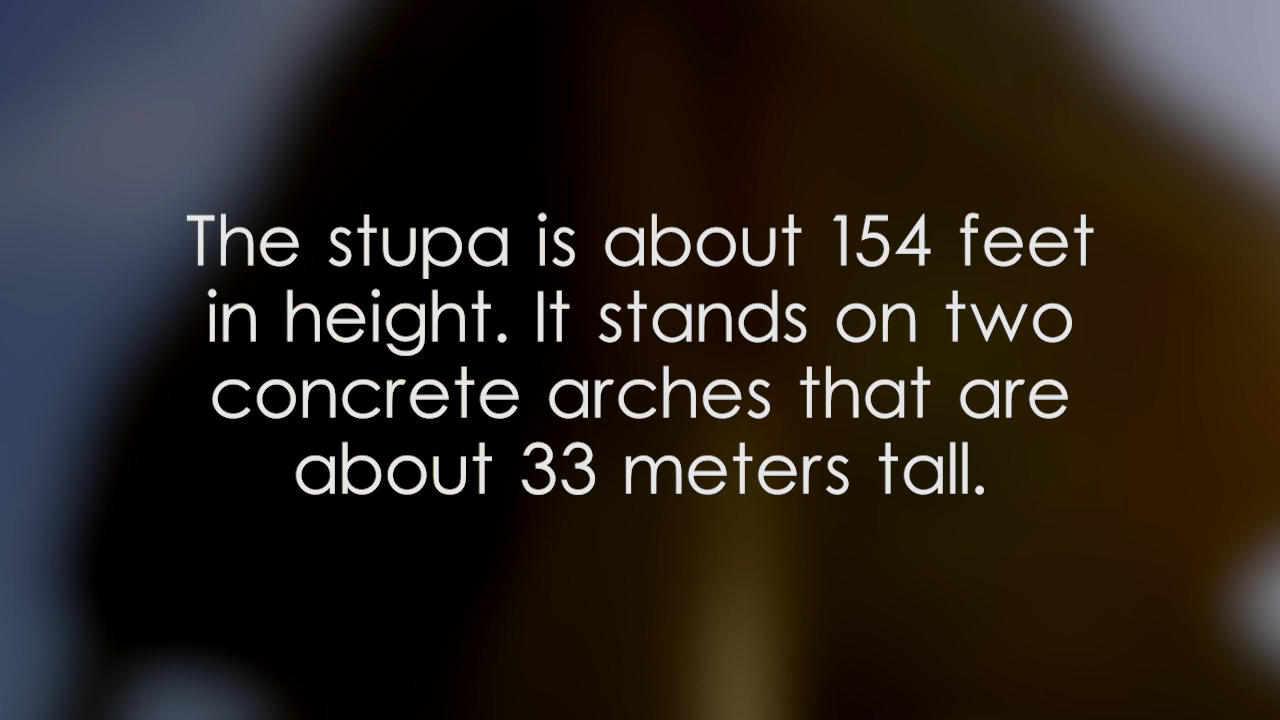 The stupa is about 154 feet
in height. It stands on two
concrete arches that are
about 33 meters tall.